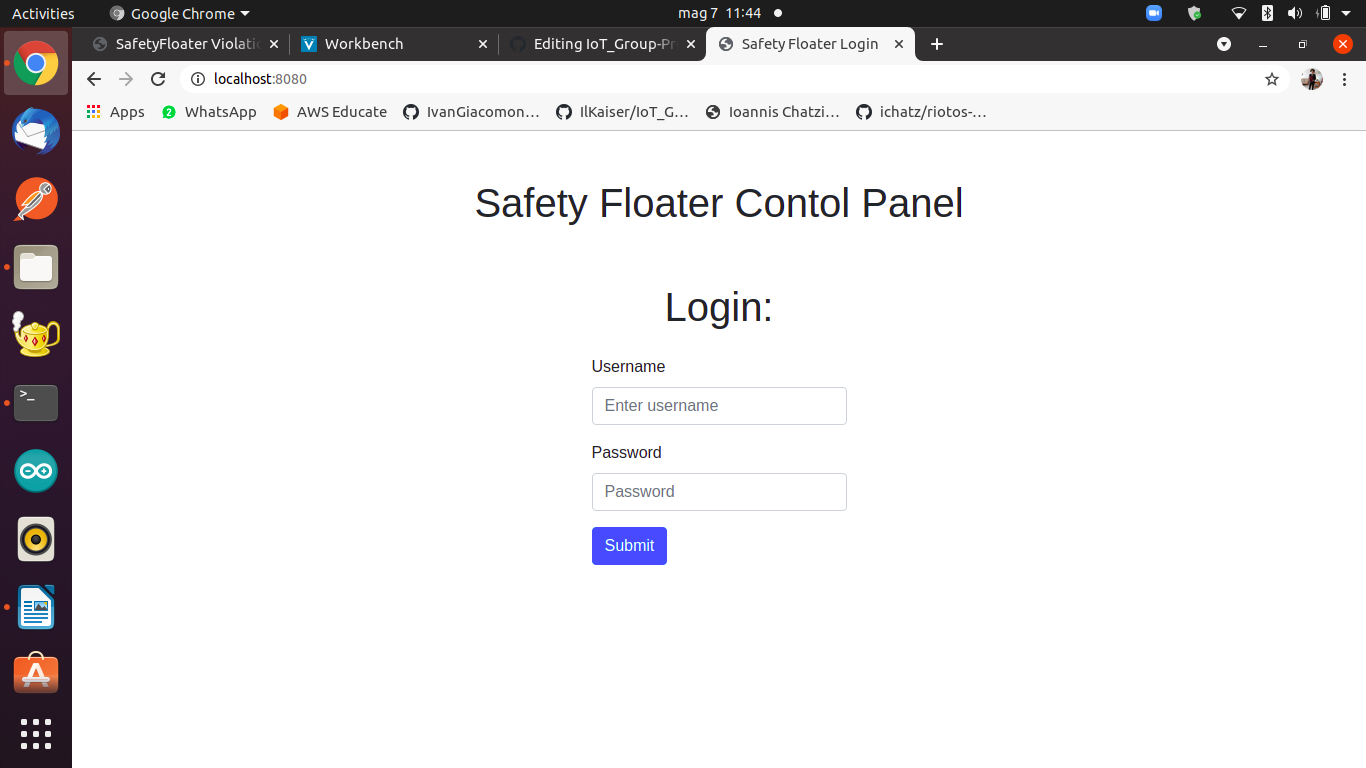 Activities Google Chrome mag 7 11:44
SafetyFloater Violatio Workbench Editing IoT_Group-Pr Safety Floater Login
localhost:8080
Apps 2 WhatsApp AWS Educate IvanGiacomon... IlKaiser/IoT_G... Ioannis Chatzi... ichatz/riotos-...
Safety Floater Contol Panel
Login:
Username
Enter username
Password
Password
Submit